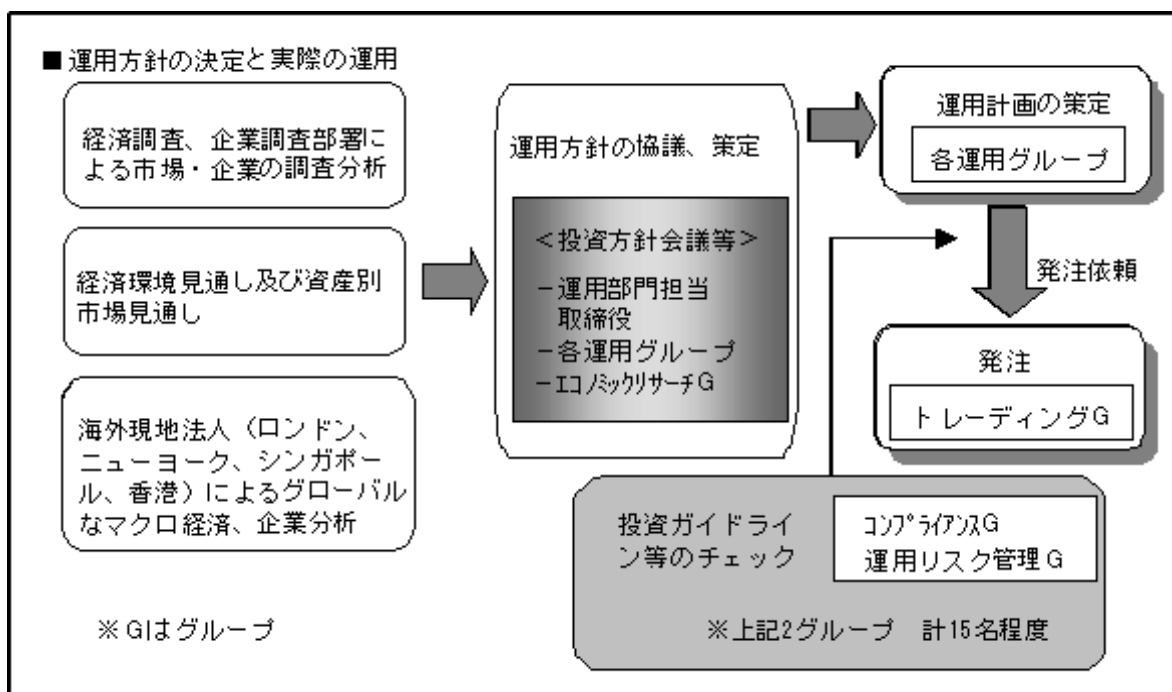 ■運用方針の決定と実際の運用
経済調査、企業調査部署に
よる市場・企業の調査分析
経済環境見通し及び資産別
市場見通し
海外現地法人（ロンドン、
ニューヨーク、シンガポー
ル、香港）によるグローバル
なマクロ経済、企業分析
※Gはグループ
運用方針の協議、策定
＜投資方針会議等＞
－運用部門担当
取締役
－各運用グループ
－ｴｺﾉﾐｯｸﾘｻｰﾁG
運用計画の策定
各運用グループ
発注依頼
発注
トレーディングG
投資ガイドライ
ン等のチェック
ｺﾝﾌﾟﾗｲｱﾝｽG
運用リスク管理G
※上記2グループ　計15名程度